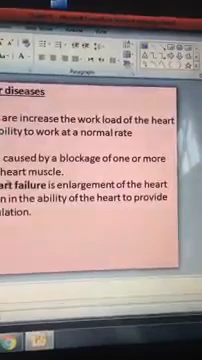 Paragraph
r diseases
are increase the work load of the heart
bility to work at a normal rate
caused by a blockage of one or more
heart muscle.
art failure is enlargement of the heart
n in the ability of the heart to provide
lation.